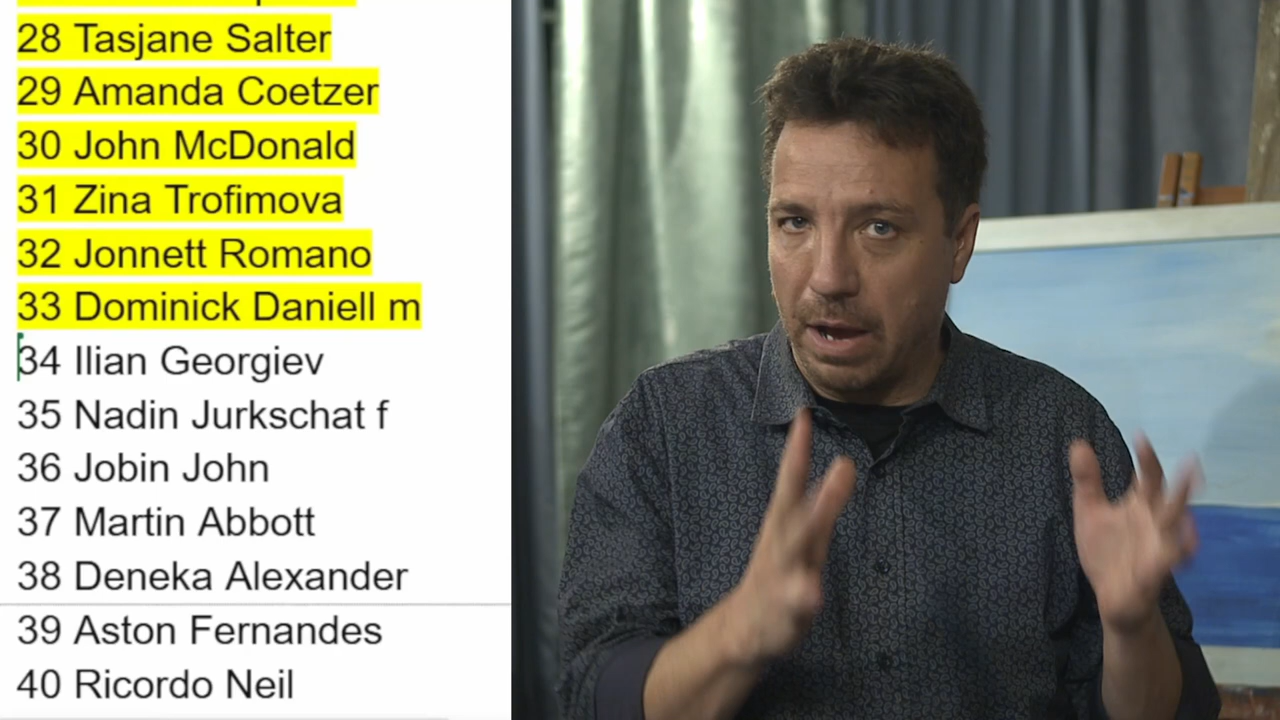 28 Tasjane Salter
29 Amanda Coetzer
30 John McDonald
31 Zina Trofimova
32 Jonnett Romano
33 Dominick Daniell m
34 Ilian Georgiev
35 Nadin Jurkschat f
36 Jobin John
37 Martin Abbott
38 Deneka Alexander
39 Aston Fernandes
40 Ricordo Neil